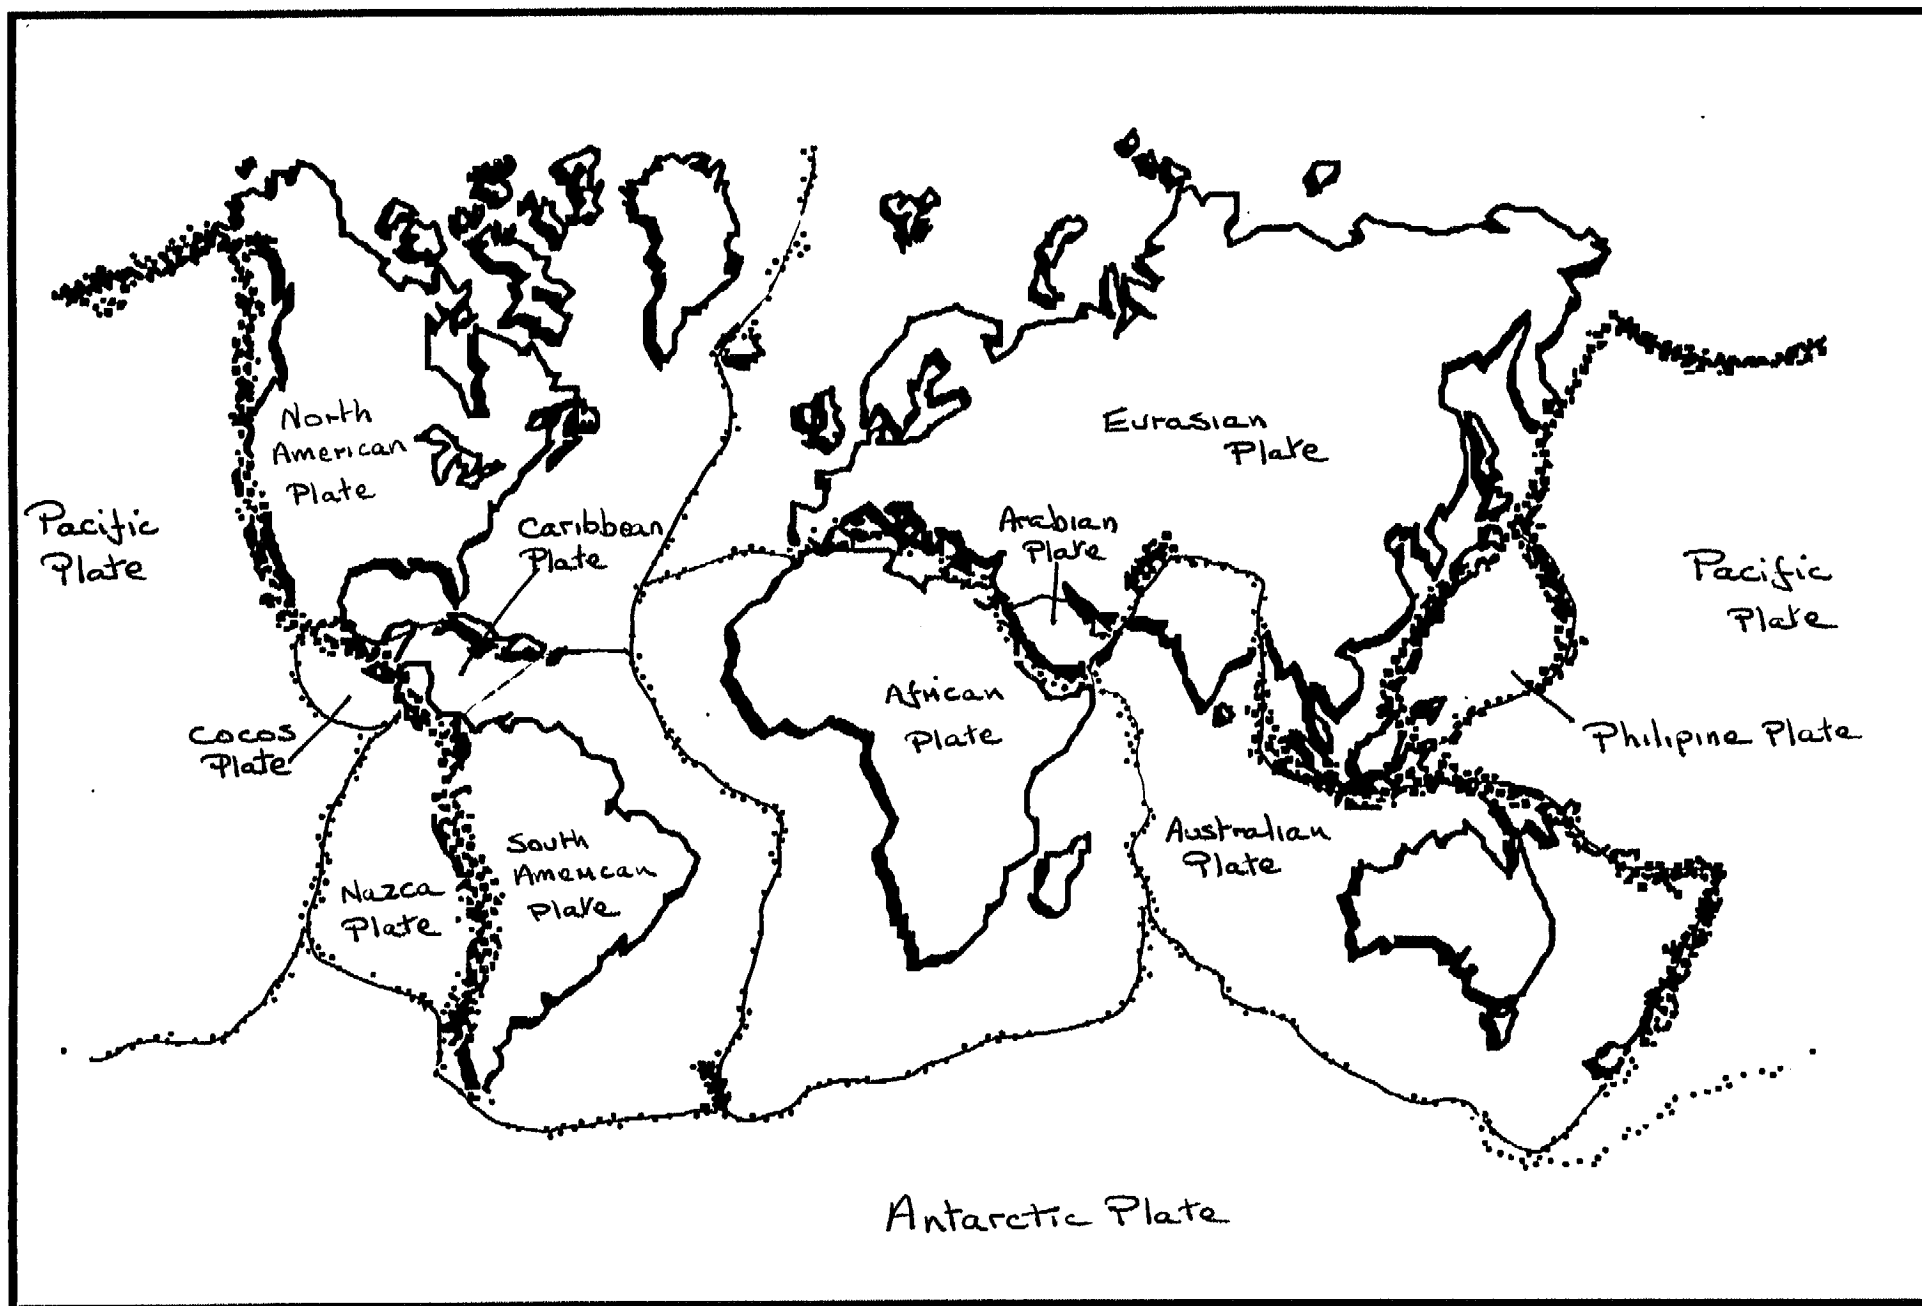 North
American
Plate
Eurasian
Plate
Pacific
Plate
Caribbean
Plate
Arabian
Plate
Pacific
Plate
African
Plate
Cocos
Plate
Philipine Plate
South
American
Plate
Australian
Plate
Nazca
Plate
Antarctic Plate